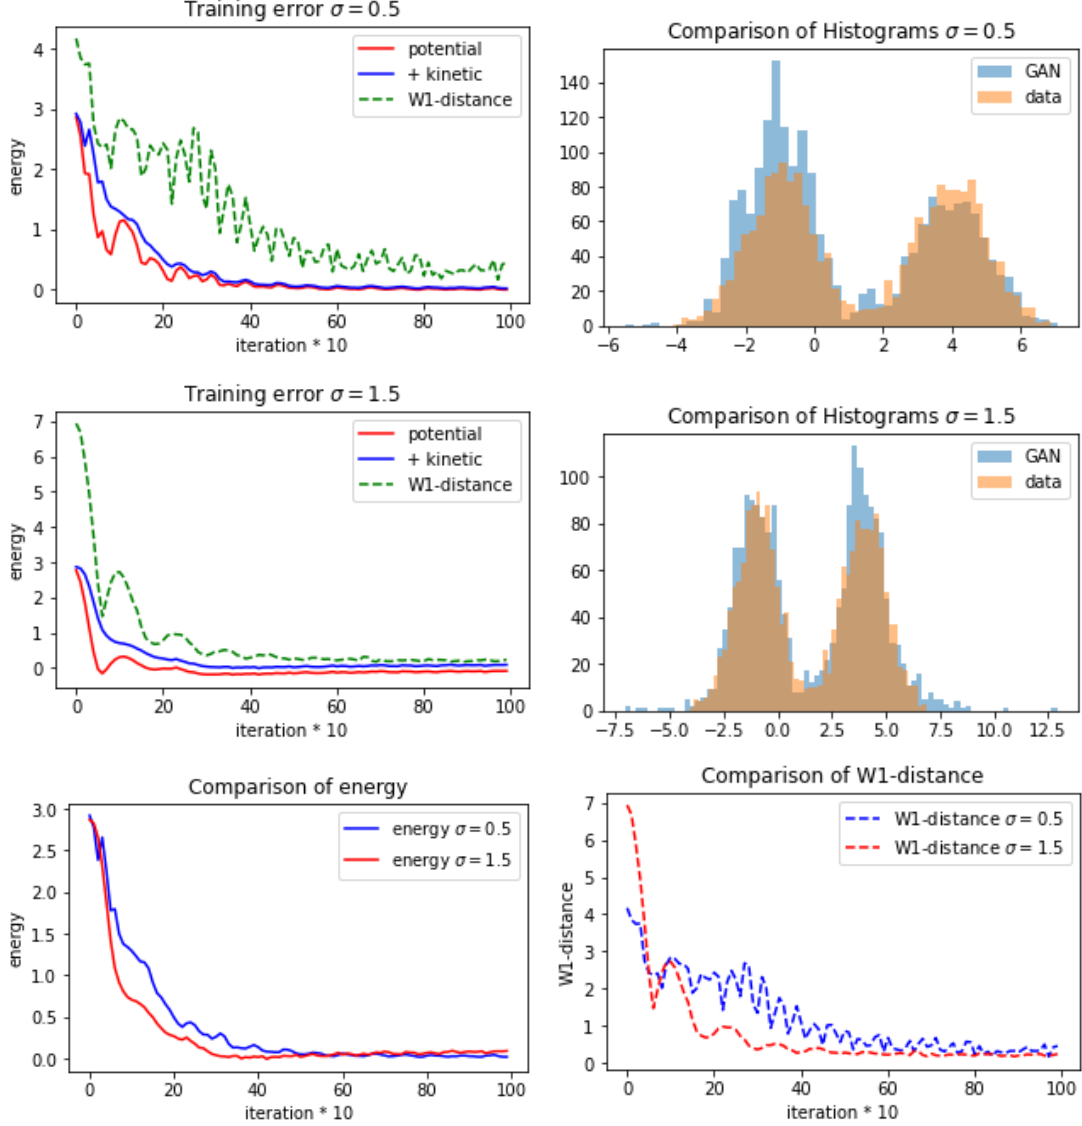 Training error σ = 0.5
potential
+ kinetic
W1-distance
energy
4
3
2
1
0
0 20 40 60 80 100
iteration * 10
Comparison of Histograms σ = 0.5
GAN
data
140
120
100
80
60
40
20
0
−6 −4 −2 0 2 4 6
Training error σ = 1.5
potential
+ kinetic
W1-distance
energy
7
6
5
4
3
2
1
0
0 20 40 60 80 100
iteration * 10
Comparison of Histograms σ = 1.5
GAN
data
100
80
60
40
20
0
−7.5 −5.0 −2.5 0.0 2.5 5.0 7.5 10.0 12.5
Comparison of energy
energy σ = 0.5
energy σ = 1.5
energy
3.0
2.5
2.0
1.5
1.0
0.5
0.0
0 20 40 60 80 100
iteration * 10
Comparison of W1-distance
W1-distance σ = 0.5
W1-distance σ = 1.5
W1-distance
7
6
5
4
3
2
1
0
0 20 40 60 80 100
iteration * 10